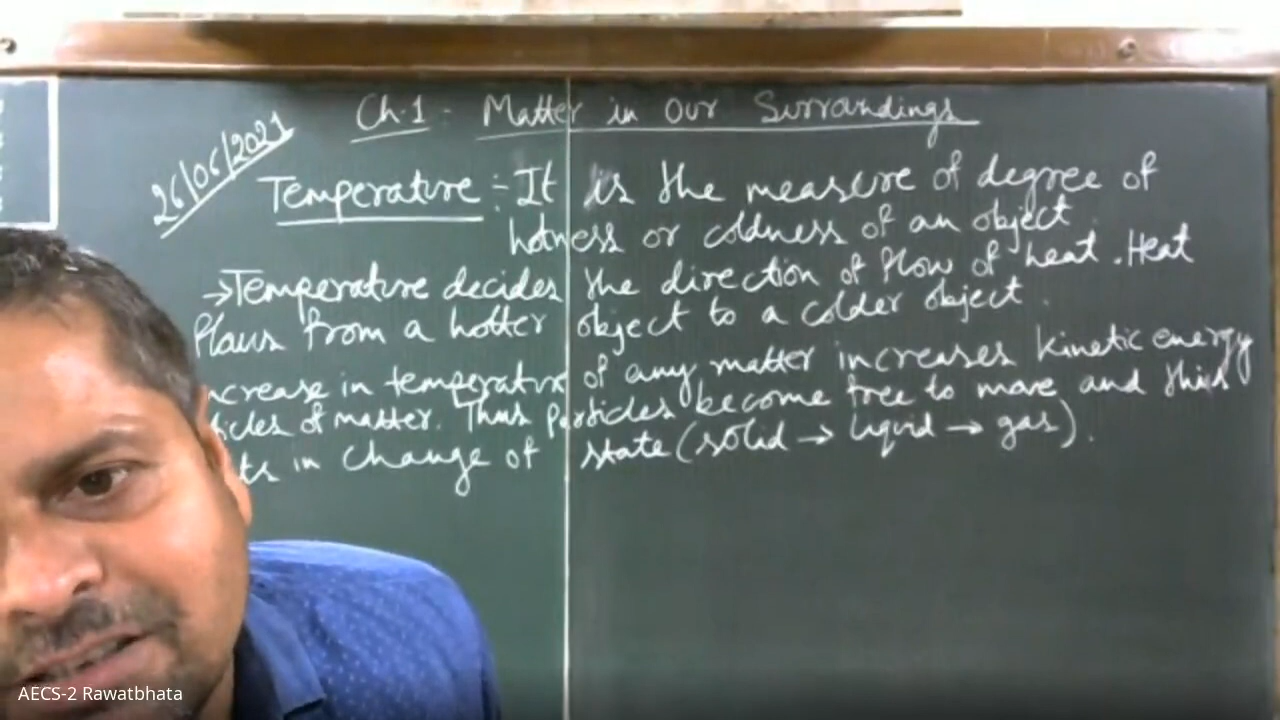 Ch.1 - Matter in Our Surrandings
26/06/2021
Temperature :- It is the measure of degree of
hotness or coldness of an object.
→Temperature decides the direction of flow of heat. Heat
flows from a hotter object to a colder object.
ncrease in temperature of any matter increases kinetic energy
ticles of matter. Thus particles become free to move and this
lts in change of state (solid → liquid → gas).
AECS-2 Rawatbhata